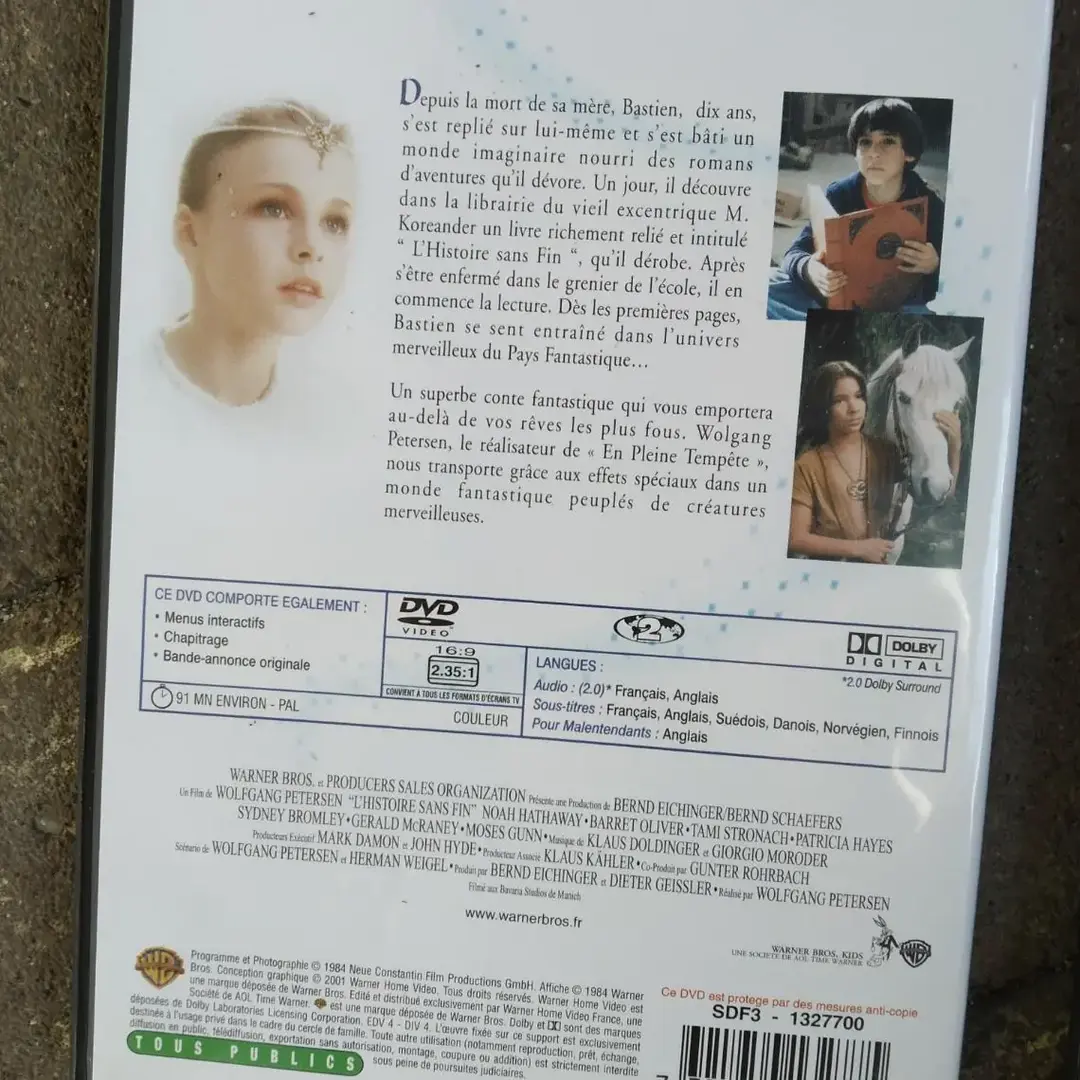 Depuis la mort de sa mère, Bastien, dix ans,
s'est replié sur lui-même et s'est bâti un
monde imaginaire nourri des romans
d'aventures qu'il dévore. Un jour, il découvre
dans la librairie du vieil excentrique M.
Koreander un livre richement relié et intitulé
“ L'Histoire sans Fin “, qu'il dérobe. Après
s'être enfermé dans le grenier de l'école, il en
commence la lecture. Dès les premières pages,
Bastien se sent entraîné dans l'univers
merveilleux du Pays Fantastique...
Un superbe conte fantastique qui vous emportera
au-delà de vos rêves les plus fous. Wolgang
Petersen, le réalisateur de « En Pleine Tempête »,
nous transporte grâce aux effets spéciaux dans un
monde fantastique peuplés de créatures
merveilleuses.
CE DVD COMPORTE EGALEMENT :
• Menus interactifs
• Chapitrage
• Bande-annonce originale
91 MN ENVIRON - PAL
DVD
VIDEO
16:9
2.35:1
CONVIENT À TOUS LES FORMATS D'ÉCRANS TV
COULEUR
2
DOLBY
DIGITAL
*2.0 Dolby Surround
LANGUES :
Audio : (2.0)* Français, Anglais
Sous-titres : Français, Anglais, Suédois, Danois, Norvégien, Finnois
Pour Malentendants : Anglais
WARNER BROS. et PRODUCERS SALES ORGANIZATION Présente une Production de BERND EICHINGER/BERND SCHAEFERS
Un Film de WOLFGANG PETERSEN “L'HISTOIRE SANS FIN” NOAH HATHAWAY • BARRET OLIVER • TAMI STRONACH • PATRICIA HAYES
SYDNEY BROMLEY • GERALD McRANEY • MOSES GUNN • Musique de KLAUS DOLDINGER et GIORGIO MORODER
Producteurs Exécutif MARK DAMON et JOHN HYDE • Producteur Associé KLAUS KÄHLER • Co-Produit par GUNTER ROHRBACH
Scénario de WOLFGANG PETERSEN et HERMAN WEIGEL • Produit par BERND EICHINGER et DIETER GEISSLER • Réalisé par WOLFGANG PETERSEN
Filmé aux Bavaria Studios de Munich
www.warnerbros.fr
WARNER BROS. KIDS
UNE SOCIETE DE AOL TIME WARNER
WB
WB
Programme et Photographie © 1984 Neue Constantin Film Productions GmbH. Affiche © 1984 Warner
Bros. Conception graphique © 2001 Warner Home Video. Tous droits réservés. Warner Home Video est
une marque déposée de Warner Bros. Edité et distribué exclusivement par Warner Home Video France, une
Société de AOL Time Warner. est une marque déposée de Warner Bros. Dolby et sont des marques
déposées de Dolby Laboratories Licensing Corporation. EDV 4 - DIV 4. L'œuvre fixée sur ce support est exclusivement
destinée à l'usage privé dans le cadre du cercle de famille. Toute autre utilisation (notamment reproduction, prêt, échange,
diffusion en public, télédiffusion, exportation sans autorisation, montage, coupure ou addition) est strictement interdite
sous peine de poursuites judiciaires.
TOUS PUBLICS
Ce DVD est protege par des mesures anti-copie
SDF3 - 1327700